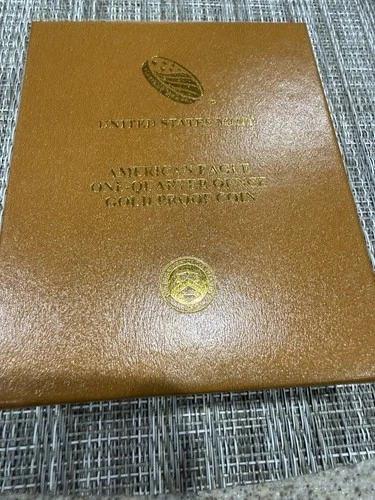 UNITED STATES MINT
AMERICAN EAGLE
ONE-QUARTER OUNCE
GOLD PROOF COIN